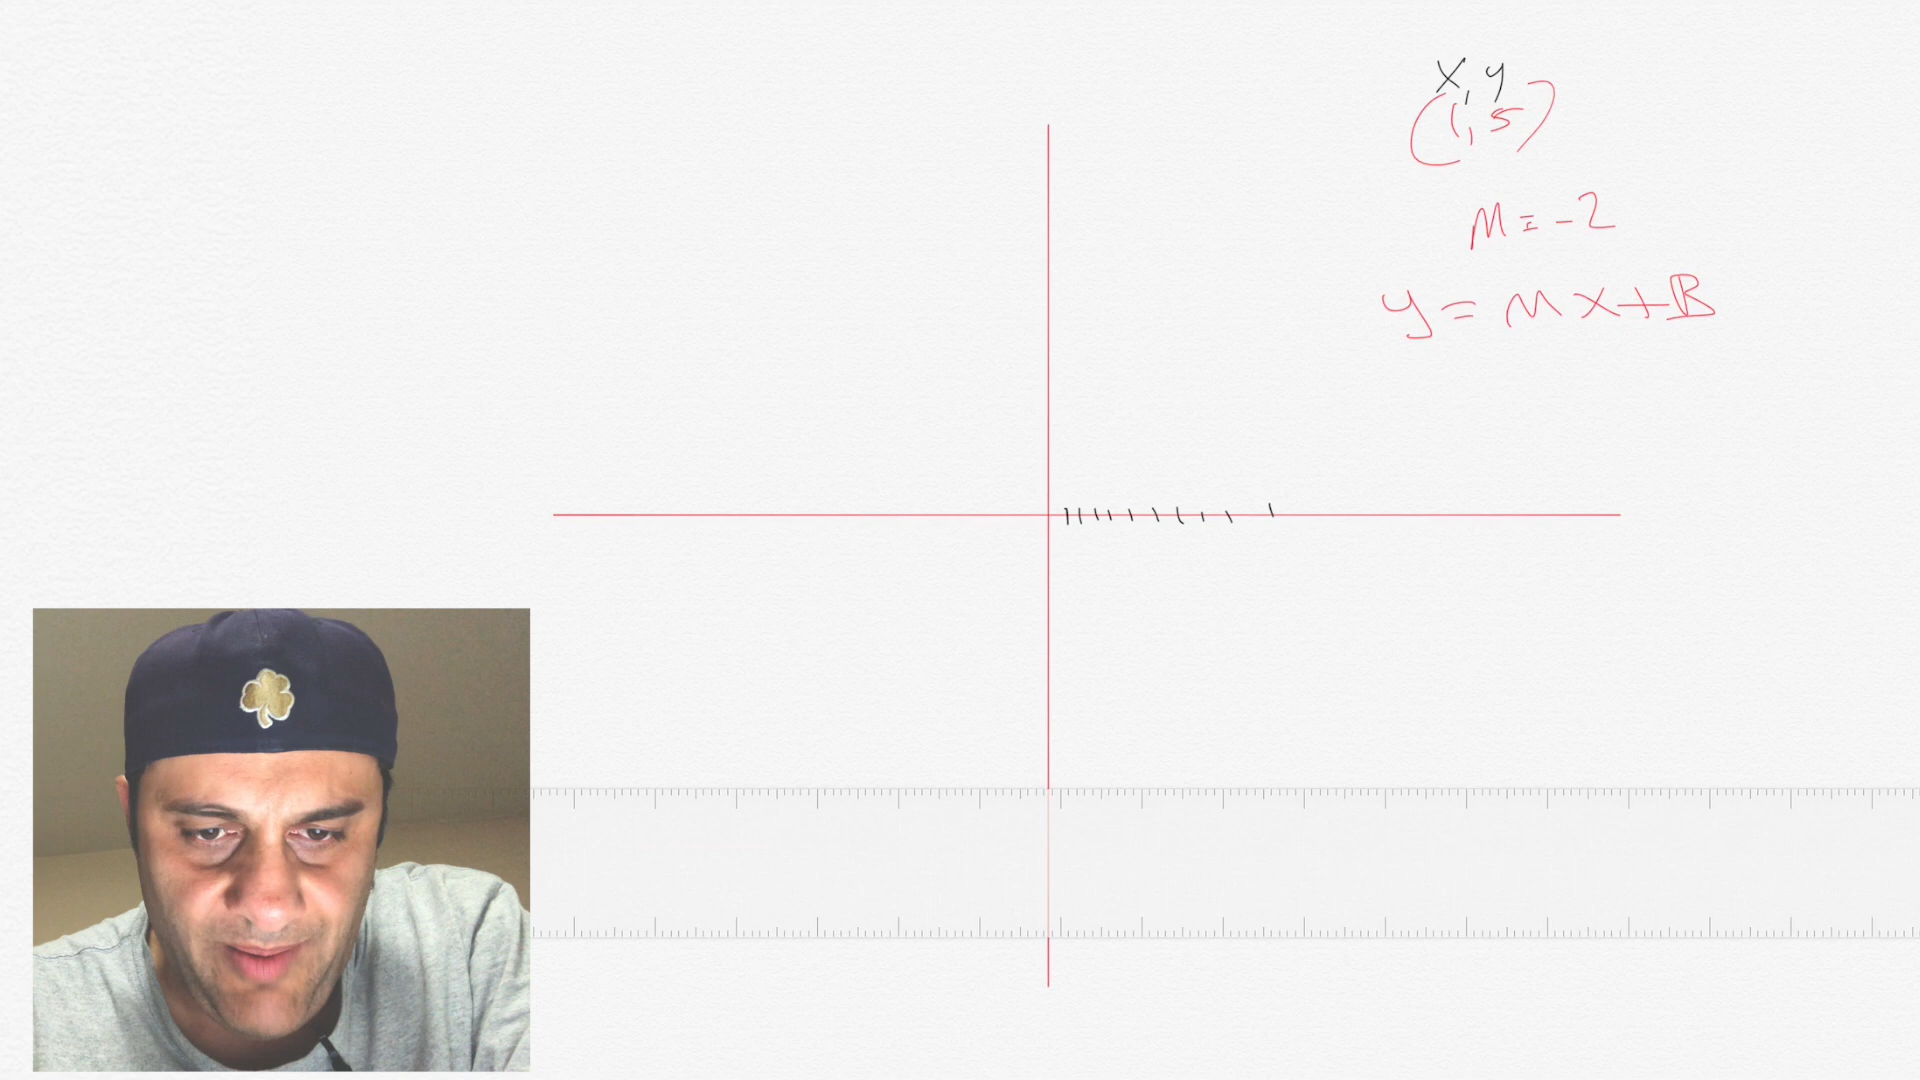 x, y
(1, 5)
M = -2
y = Mx+B